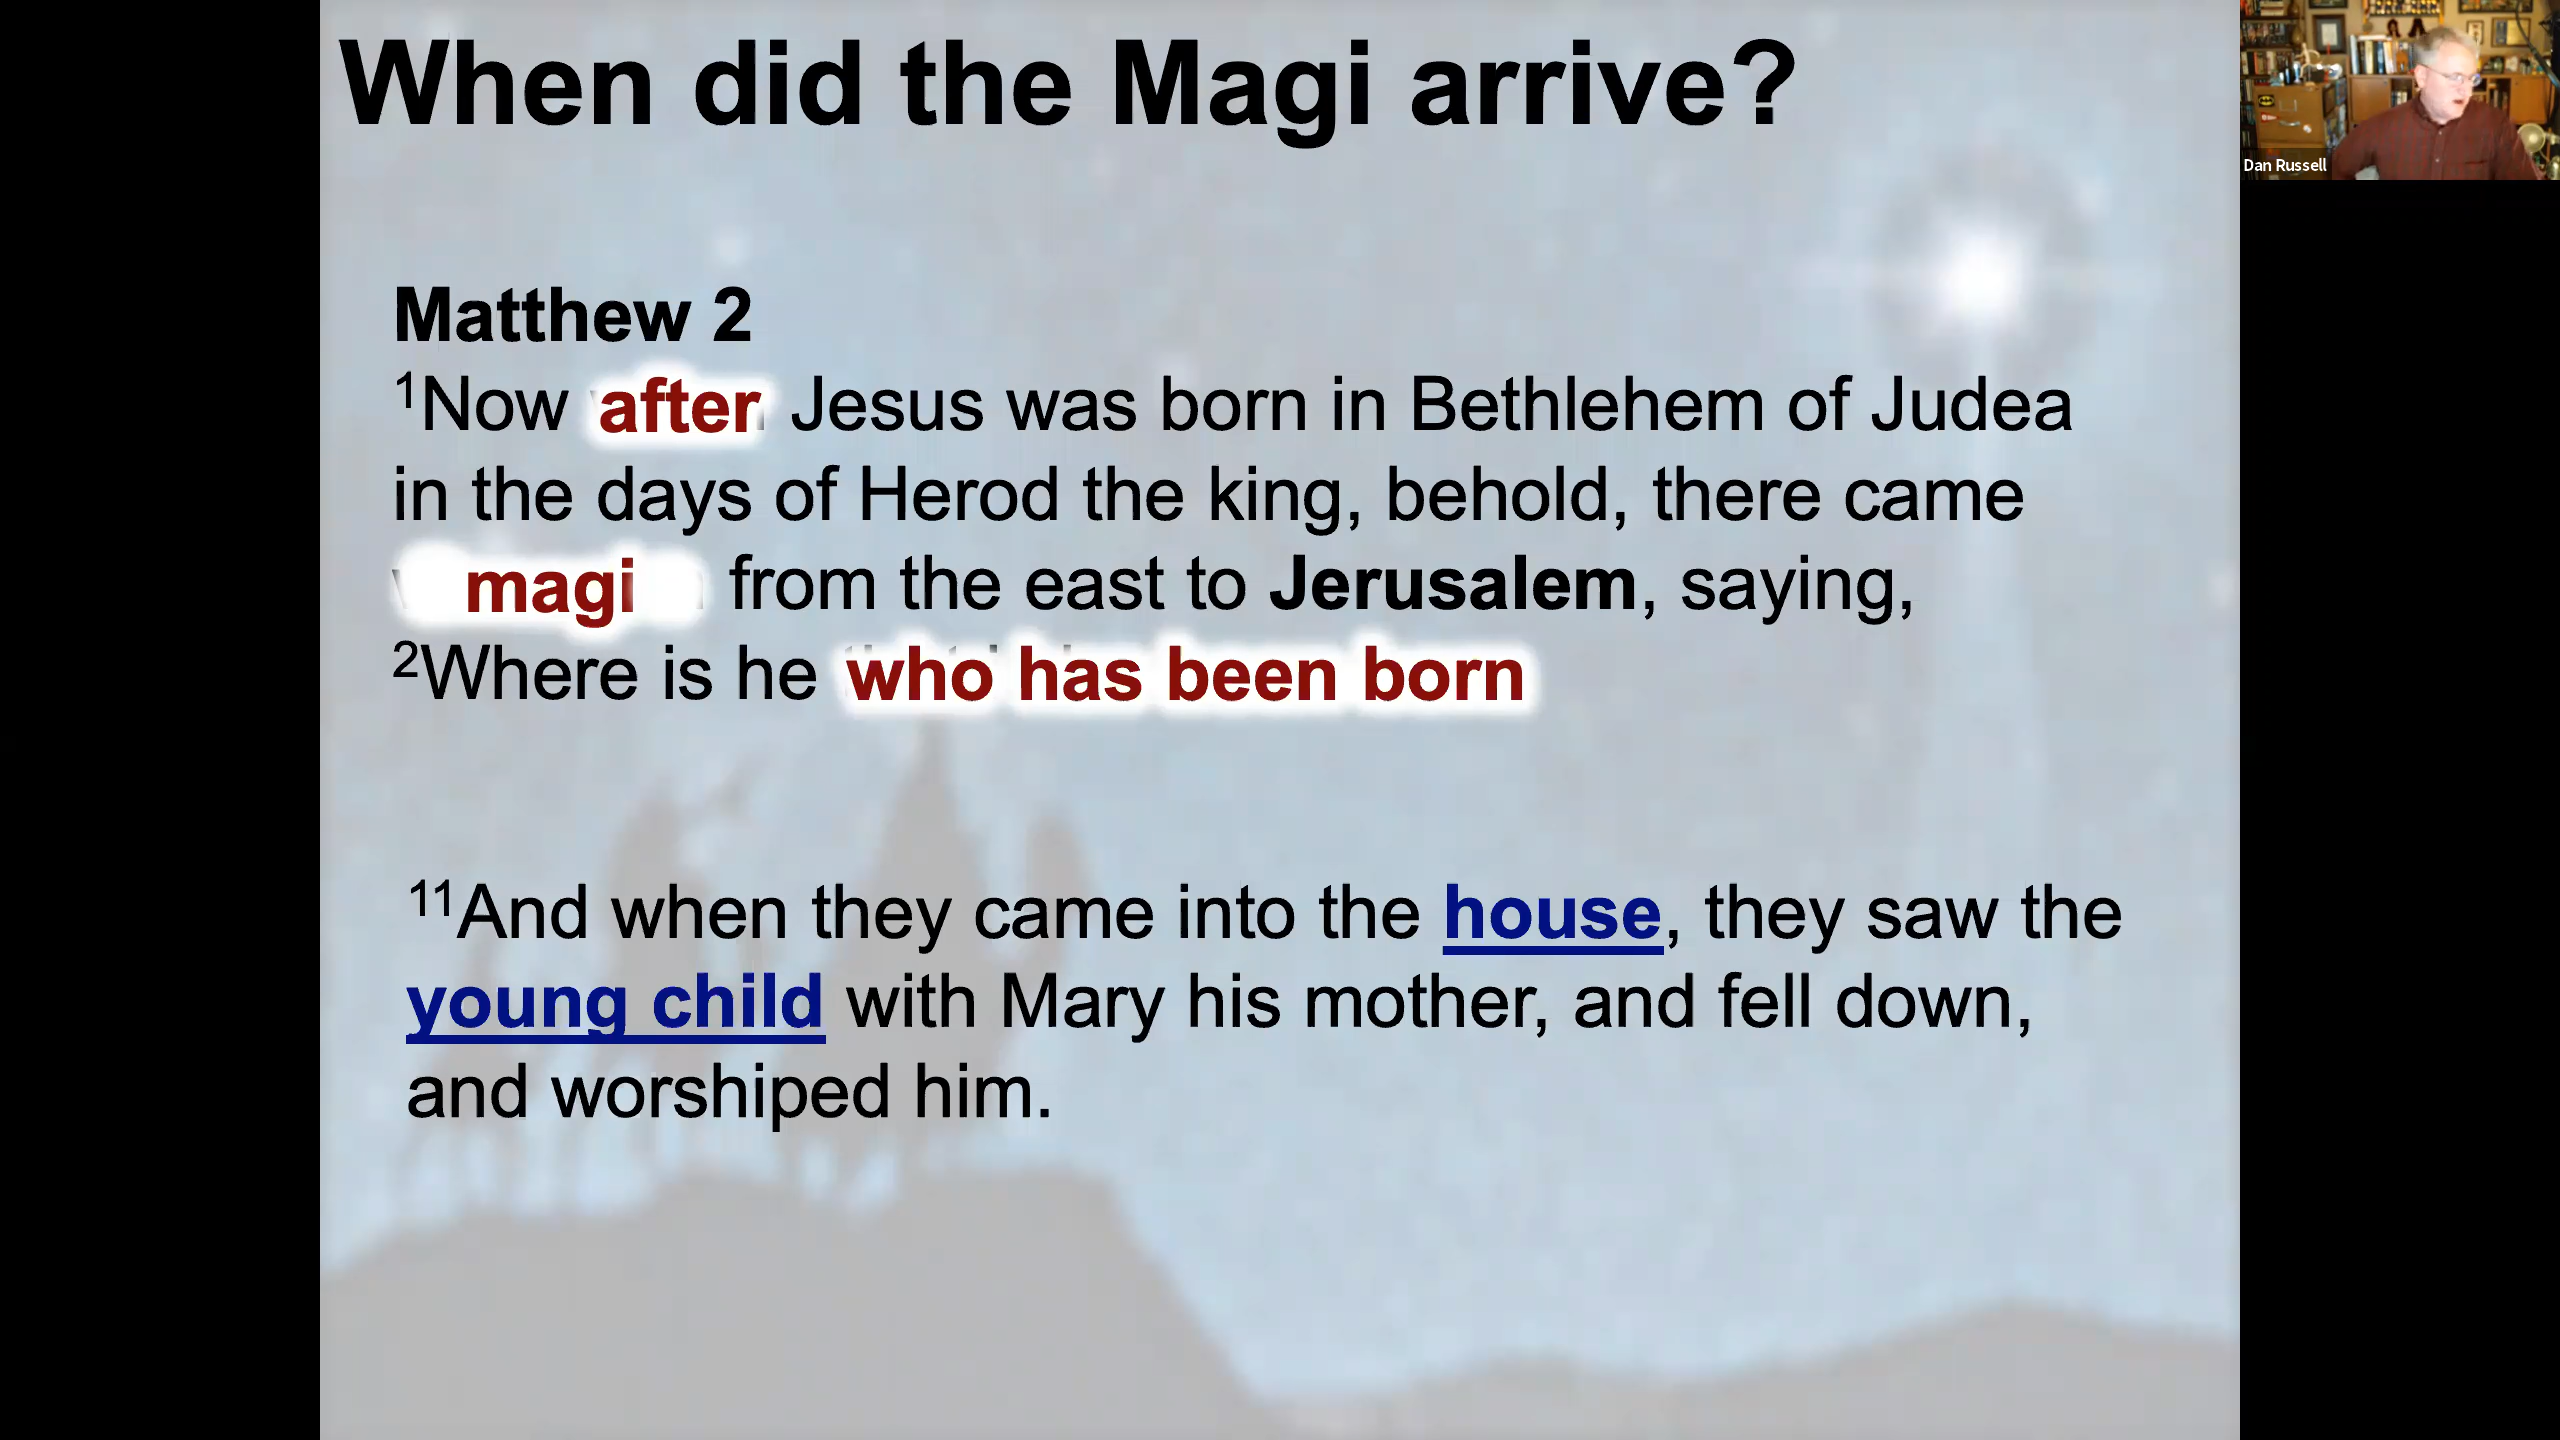 When did the Magi arrive?
Dan Russell
Matthew 2
1Now after Jesus was born in Bethlehem of Judea
in the days of Herod the king, behold, there came
magi from the east to Jerusalem, saying,
2Where is he who has been born
11And when they came into the house, they saw the
young child with Mary his mother, and fell down,
and worshiped him.